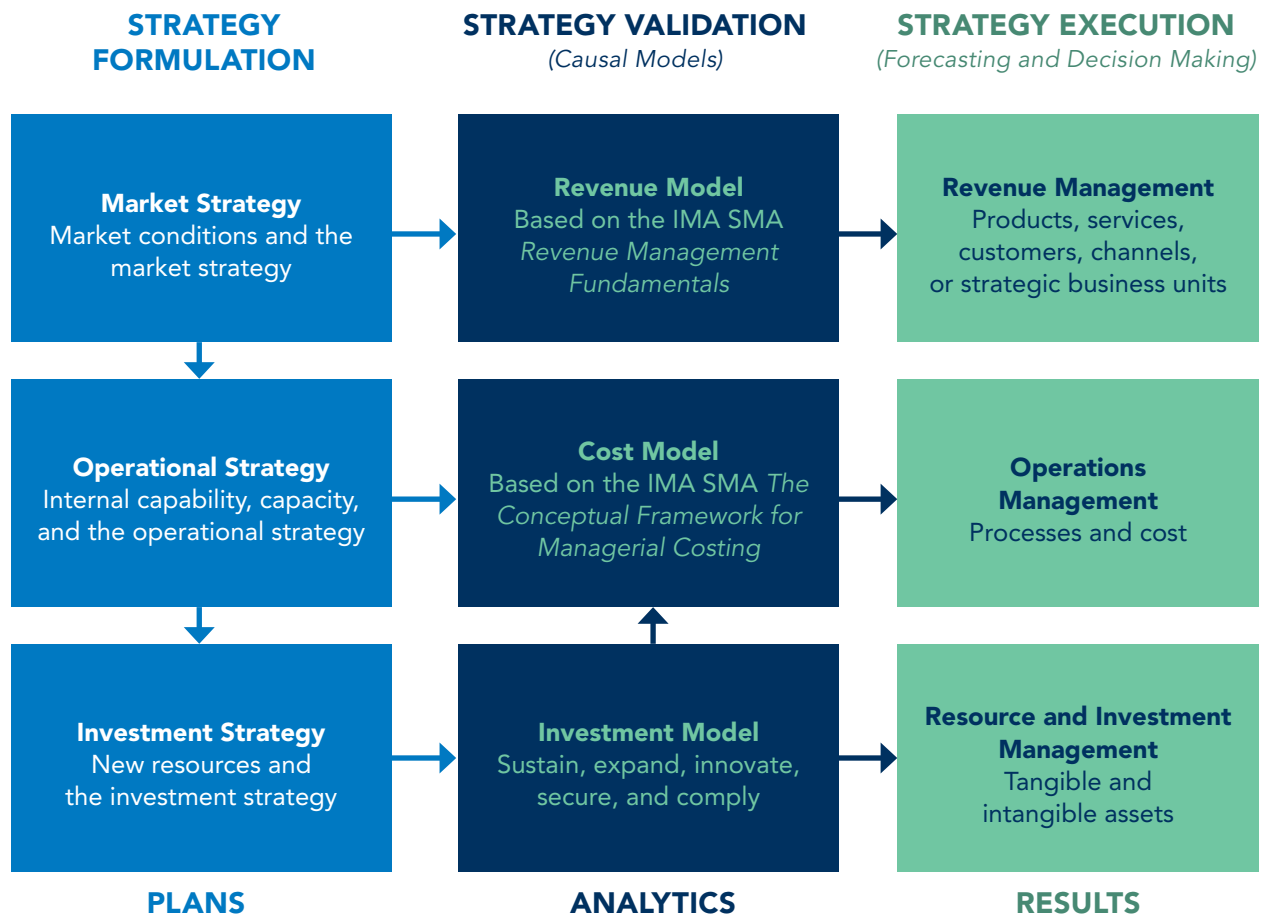 STRATEGY
FORMULATION
STRATEGY VALIDATION
(Causal Models)
STRATEGY EXECUTION
(Forecasting and Decision Making)
Market Strategy
Market conditions and the
market strategy
Revenue Model
Based on the IMA SMA
Revenue Management
Fundamentals
Revenue Management
Products, services,
customers, channels,
or strategic business units
Operational Strategy
Internal capability, capacity,
and the operational strategy
Cost Model
Based on the IMA SMA The
Conceptual Framework for
Managerial Costing
Operations
Management
Processes and cost
Investment Strategy
New resources and
the investment strategy
Investment Model
Sustain, expand, innovate,
secure, and comply
Resource and Investment
Management
Tangible and
intangible assets
PLANS
ANALYTICS
RESULTS